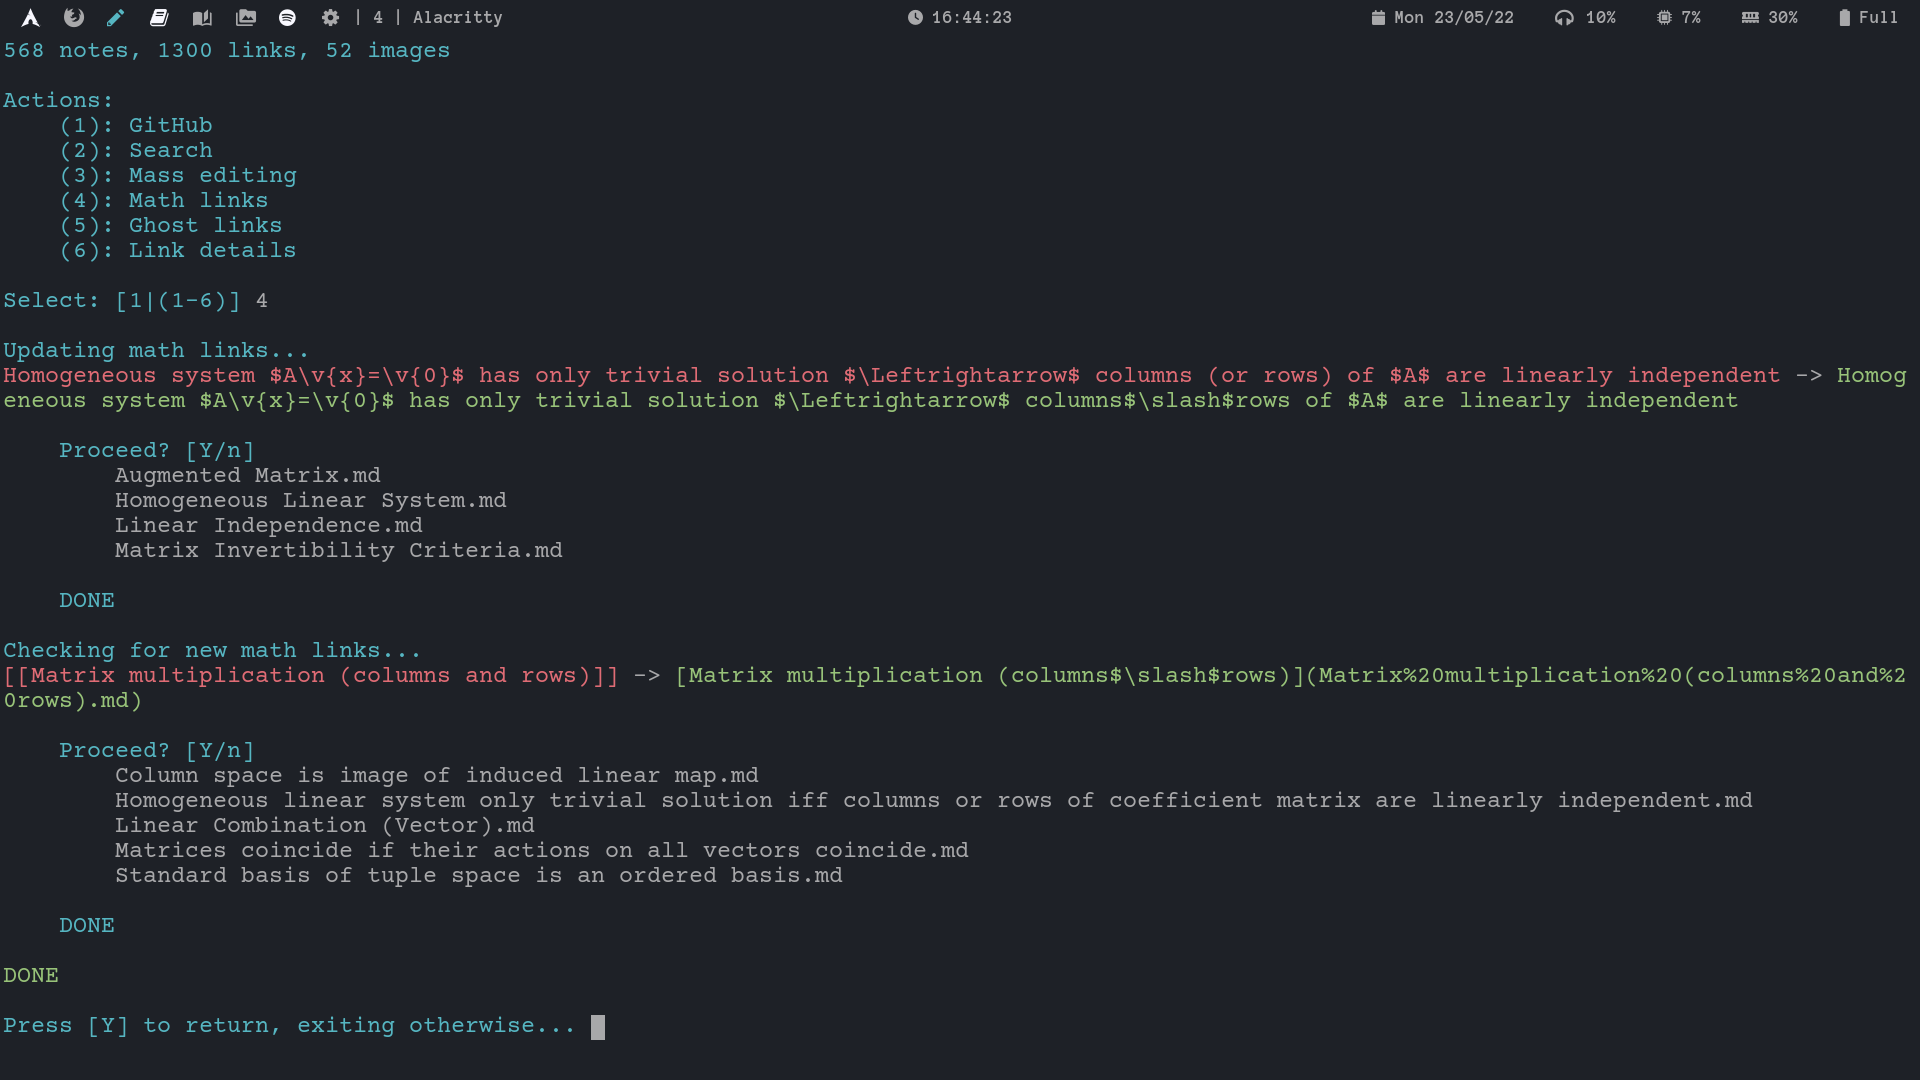 | 4 | Alacritty 16:44:23 Mon 23/05/22 10% 7% 30% Full
568 notes, 1300 links, 52 images
Actions:
(1): GitHub
(2): Search
(3): Mass editing
(4): Math links
(5): Ghost links
(6): Link details
Select: [1|(1-6)] 4
Updating math links...
Homogeneous system $A\v{x}=\v{0}$ has only trivial solution $\Leftrightarrow$ columns (or rows) of $A$ are linearly independent -> Homog
eneous system $A\v{x}=\v{0}$ has only trivial solution $\Leftrightarrow$ columns$\slash$rows of $A$ are linearly independent
Proceed? [Y/n]
Augmented Matrix.md
Homogeneous Linear System.md
Linear Independence.md
Matrix Invertibility Criteria.md
DONE
Checking for new math links...
[[Matrix multiplication (columns and rows)]] -> [Matrix multiplication (columns$\slash$rows)](Matrix%20multiplication%20(columns%20and%2
0rows).md)
Proceed? [Y/n]
Column space is image of induced linear map.md
Homogeneous linear system only trivial solution iff columns or rows of coefficient matrix are linearly independent.md
Linear Combination (Vector).md
Matrices coincide if their actions on all vectors coincide.md
Standard basis of tuple space is an ordered basis.md
DONE
DONE
Press [Y] to return, exiting otherwise...